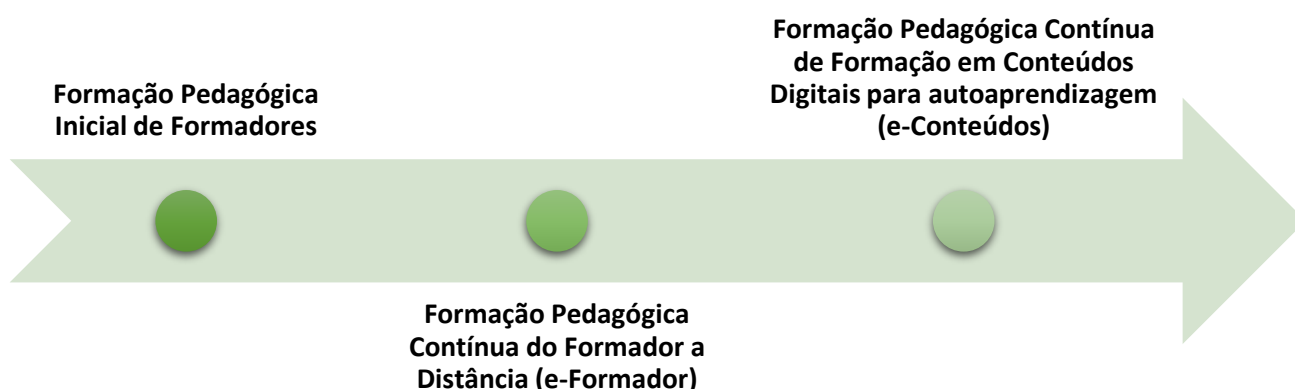 Formação Pedagógica
Inicial de Formadores
Formação Pedagógica
Contínua do Formador a
Distância (e-Formador)
Formação Pedagógica Contínua
de Formação em Conteúdos
Digitais para autoaprendizagem
(e-Conteúdos)